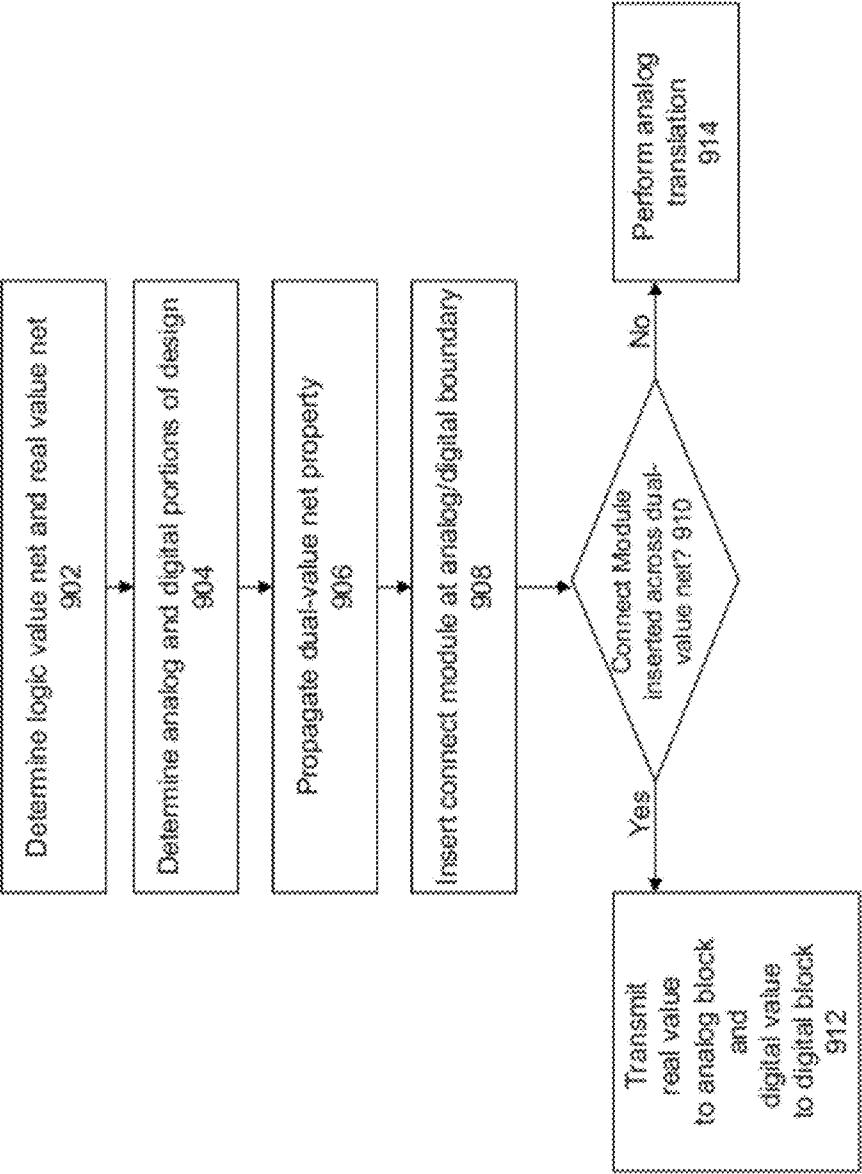 Determine logic value net and real value net
902
Determine analog and digital portions of design
904
Propagate dual-value net property
906
Insert connect module at analog/digital boundary
908
Connect Module
inserted across dual-
value net? 910
Yes
No
Transmit
real value
to analog block
and
digital value
to digital block
912
Perform analog
translation
914